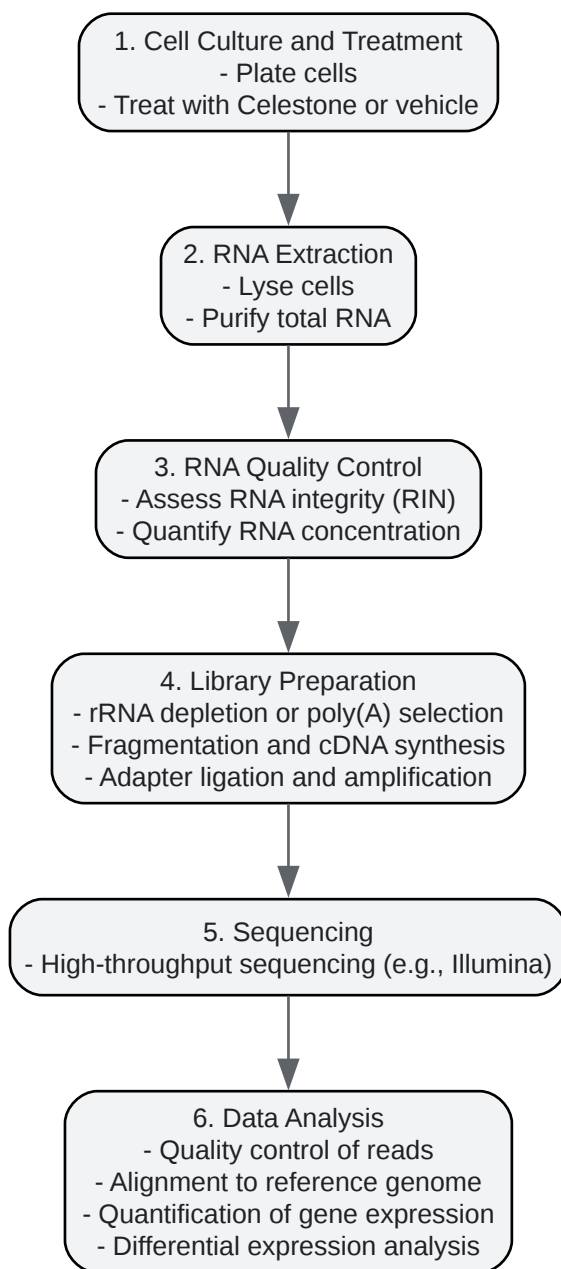 1. Cell Culture and Treatment
- Plate cells
- Treat with Celestone or vehicle
2. RNA Extraction
- Lyse cells
- Purify total RNA
3. RNA Quality Control
- Assess RNA integrity (RIN)
- Quantify RNA concentration
4. Library Preparation
- rRNA depletion or poly(A) selection
- Fragmentation and cDNA synthesis
- Adapter ligation and amplification
5. Sequencing
- High-throughput sequencing (e.g., Illumina)
6. Data Analysis
- Quality control of reads
- Alignment to reference genome
- Quantification of gene expression
- Differential expression analysis